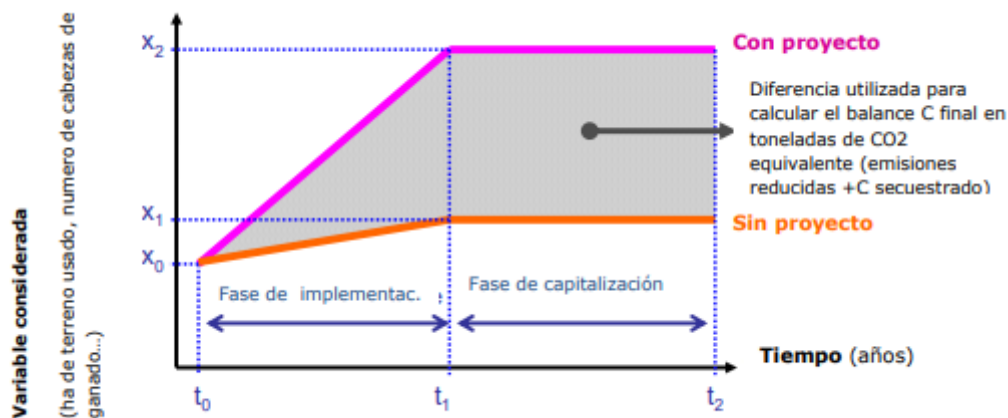 X2
Con proyecto
Diferencia utilizada para
calcular el balance C final en
toneladas de CO2
equivalente (emisiones
reducidas +C secuestrado)
X1
Sin proyecto
X0
Fase de implementac. ;
Fase de capitalización
Tiempo (años)
t0
t1
t2
Variable considerada
(ha de terreno usado, numero de cabezas de
ganado...)